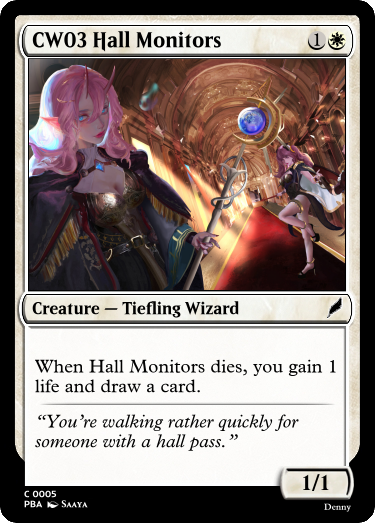 CW03 Hall Monitors 1
Creature — Tiefling Wizard
When Hall Monitors dies, you gain 1
life and draw a card.
“You’re walking rather quickly for
someone with a hall pass.”
1/1
C 0005
PBA SAAYA
Denny